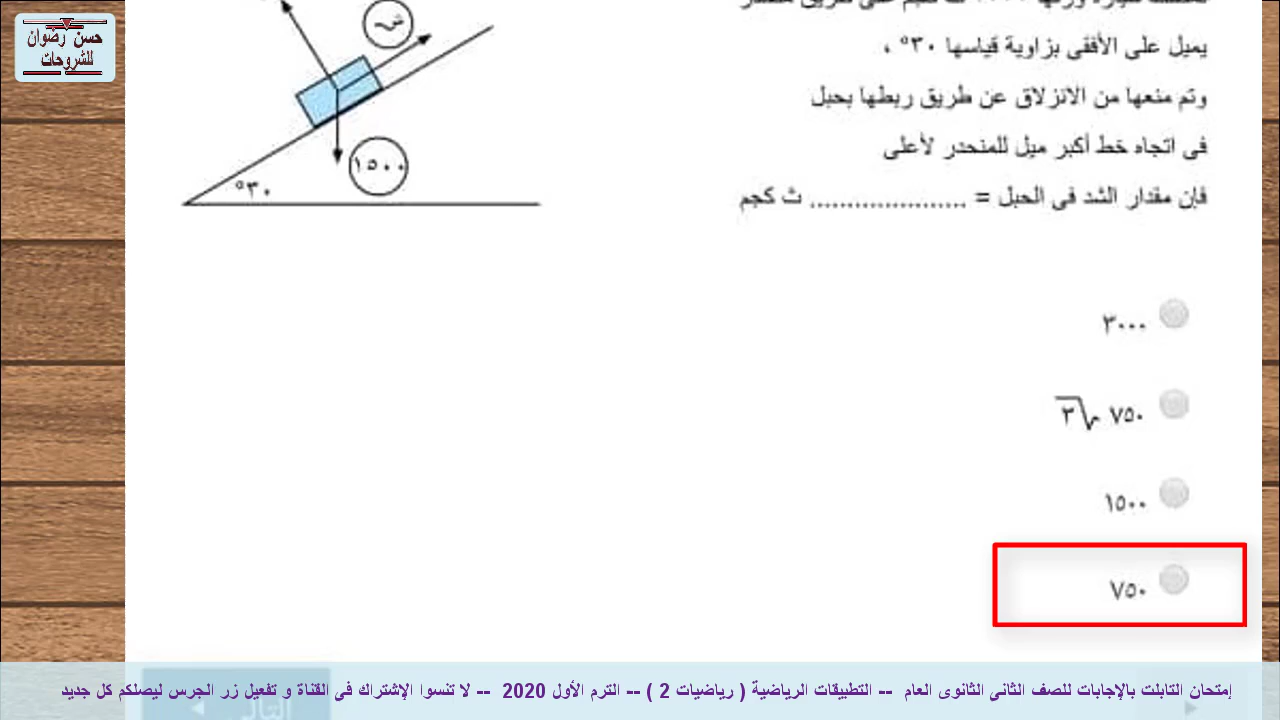 حسن رضوان
للشروحات
يميل على الأفقى بزاوية قياسها ٣٠° ،
وتم منعها من الانزلاق عن طريق ربطها بحبل
فى اتجاه خط أكبر ميل للمنحدر لأعلى
فإن مقدار الشد فى الحبل = ..................... ث كجم
١٥٠٠
٣٠°
٣٠٠٠
٧٥٠ √٣
١٥٠٠
٧٥٠
إمتحان التابلت بالإجابات للصف الثانى الثانوى العام -- التطبيقات الرياضية ( رياضيات 2 ) -- الترم الأول 2020 -- لا تنسوا الإشتراك فى القناة و تفعيل زر الجرس ليصلكم كل جديد